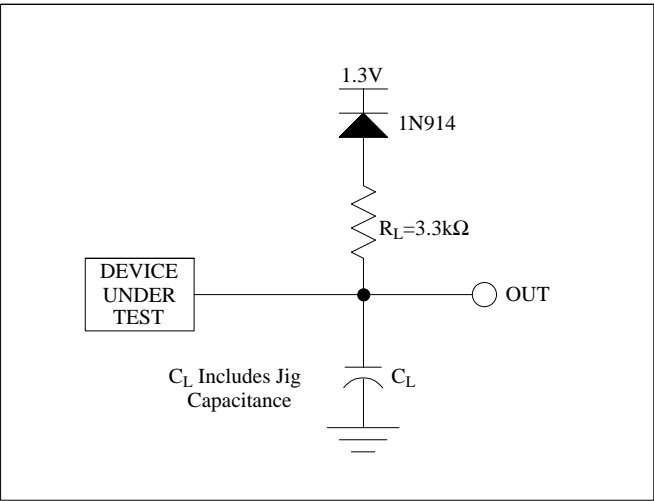 1.3V
1N914
R_L=3.3kΩ
DEVICE
UNDER
TEST
OUT
C_L Includes Jig
Capacitance
C_L